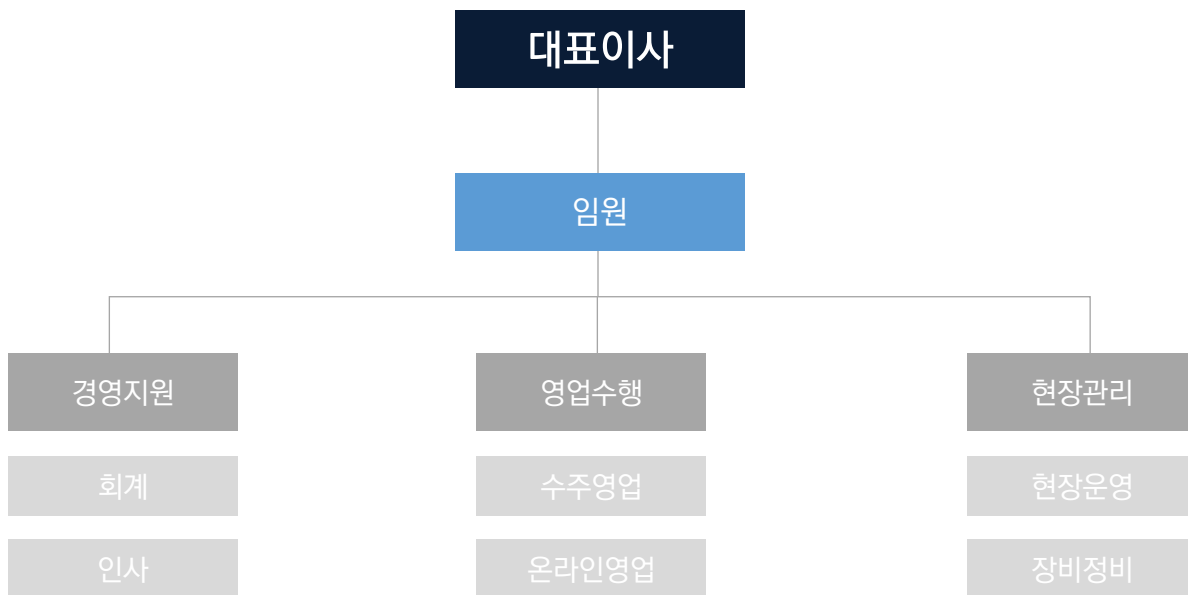 대표이사
임원
경영지원
영업수행
현장관리
회계
수주영업
현장운영
인사
온라인영업
장비정비